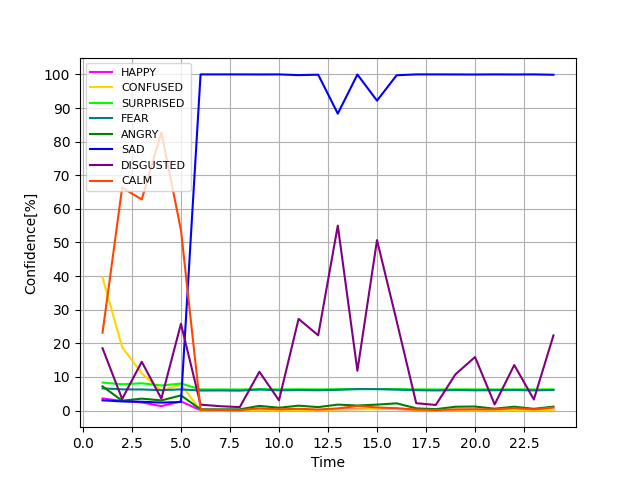 100
90
80
70
60
50
40
30
20
10
0
Confidence[%]
HAPPY
CONFUSED
SURPRISED
FEAR
ANGRY
SAD
DISGUSTED
CALM
0.0 2.5 5.0 7.5 10.0 12.5 15.0 17.5 20.0 22.5
Time